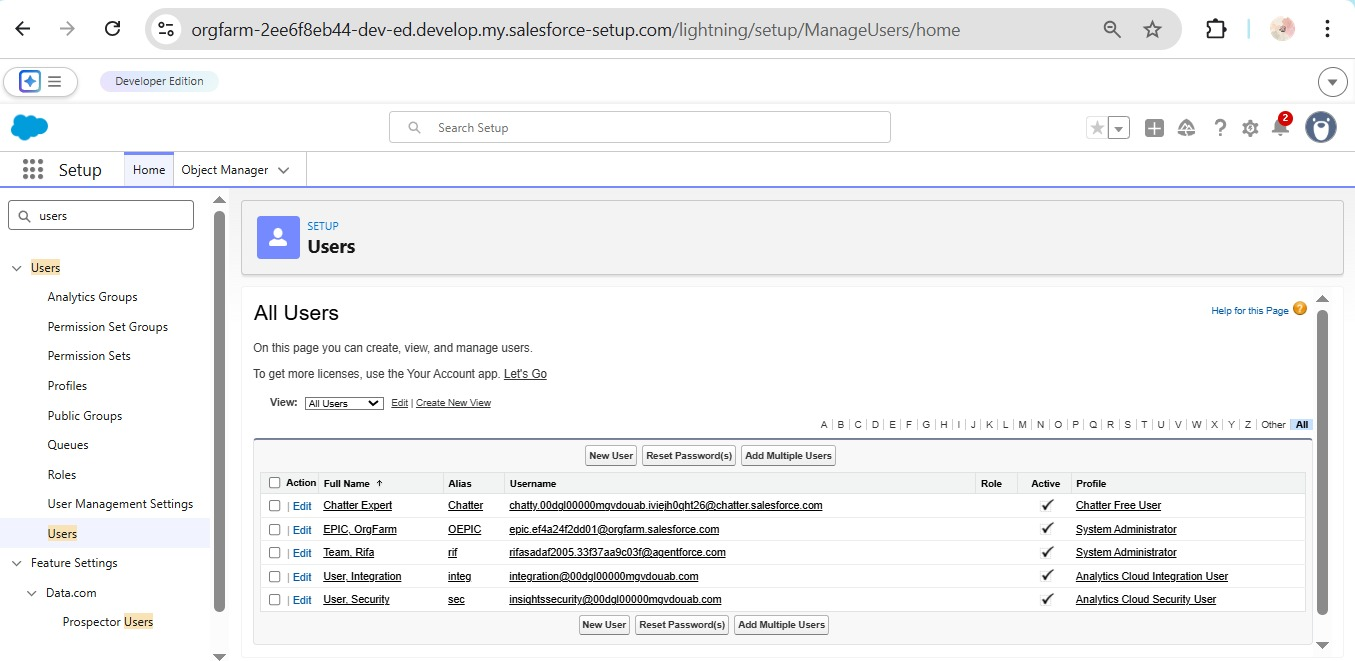 orgfarm-2ee6f8eb44-dev-ed.develop.my.salesforce-setup.com/lightning/setup/ManageUsers/home
Developer Edition
Search Setup
2
Setup
Home
Object Manager
users
SETUP
Users
Users
Analytics Groups
Permission Set Groups
Permission Sets
Profiles
Public Groups
Queues
Roles
User Management Settings
Users
Feature Settings
Data.com
Prospector Users
All Users
Help for this Page ?
On this page you can create, view, and manage users.
To get more licenses, use the Your Account app. Let's Go
View: All Users Edit | Create New View
A | B | C | D | E | F | G | H | I | J | K | L | M | N | O | P | Q | R | S | T | U | V | W | X | Y | Z | Other All
New User Reset Password(s) Add Multiple Users
Action Full Name ↑ Alias Username Role Active Profile
| Edit Chatter Expert Chatter chatty.00dgl00000mgvdouab.iviejh0qht26@chatter.salesforce.com ✓ Chatter Free User
| Edit EPIC, OrgFarm OEPIC epic.ef4a24f2dd01@orgfarm.salesforce.com ✓ System Administrator
| Edit Team, Rifa rif rifasadaf2005.33f37aa9c03f@agentforce.com ✓ System Administrator
| Edit User, Integration integ integration@00dgl00000mgvdouab.com ✓ Analytics Cloud Integration User
| Edit User, Security sec insightssecurity@00dgl00000mgvdouab.com ✓ Analytics Cloud Security User
New User Reset Password(s) Add Multiple Users